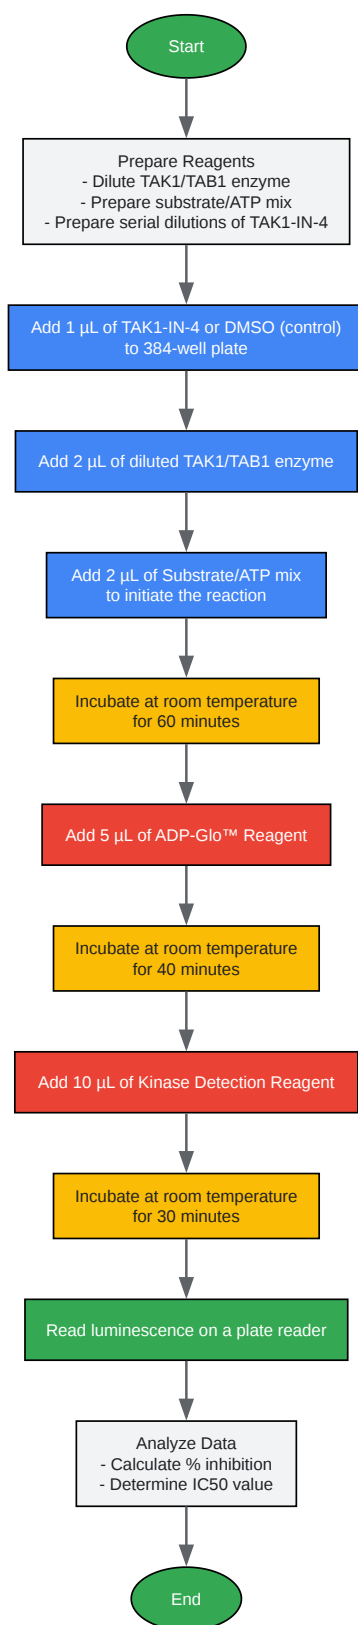 Start
Prepare Reagents
- Dilute TAK1/TAB1 enzyme
- Prepare substrate/ATP mix
- Prepare serial dilutions of TAK1-IN-4
Add 1 µL of TAK1-IN-4 or DMSO (control)
to 384-well plate
Add 2 µL of diluted TAK1/TAB1 enzyme
Add 2 µL of Substrate/ATP mix
to initiate the reaction
Incubate at room temperature
for 60 minutes
Add 5 µL of ADP-Glo™ Reagent
Incubate at room temperature
for 40 minutes
Add 10 µL of Kinase Detection Reagent
Incubate at room temperature
for 30 minutes
Read luminescence on a plate reader
Analyze Data
- Calculate % inhibition
- Determine IC50 value
End